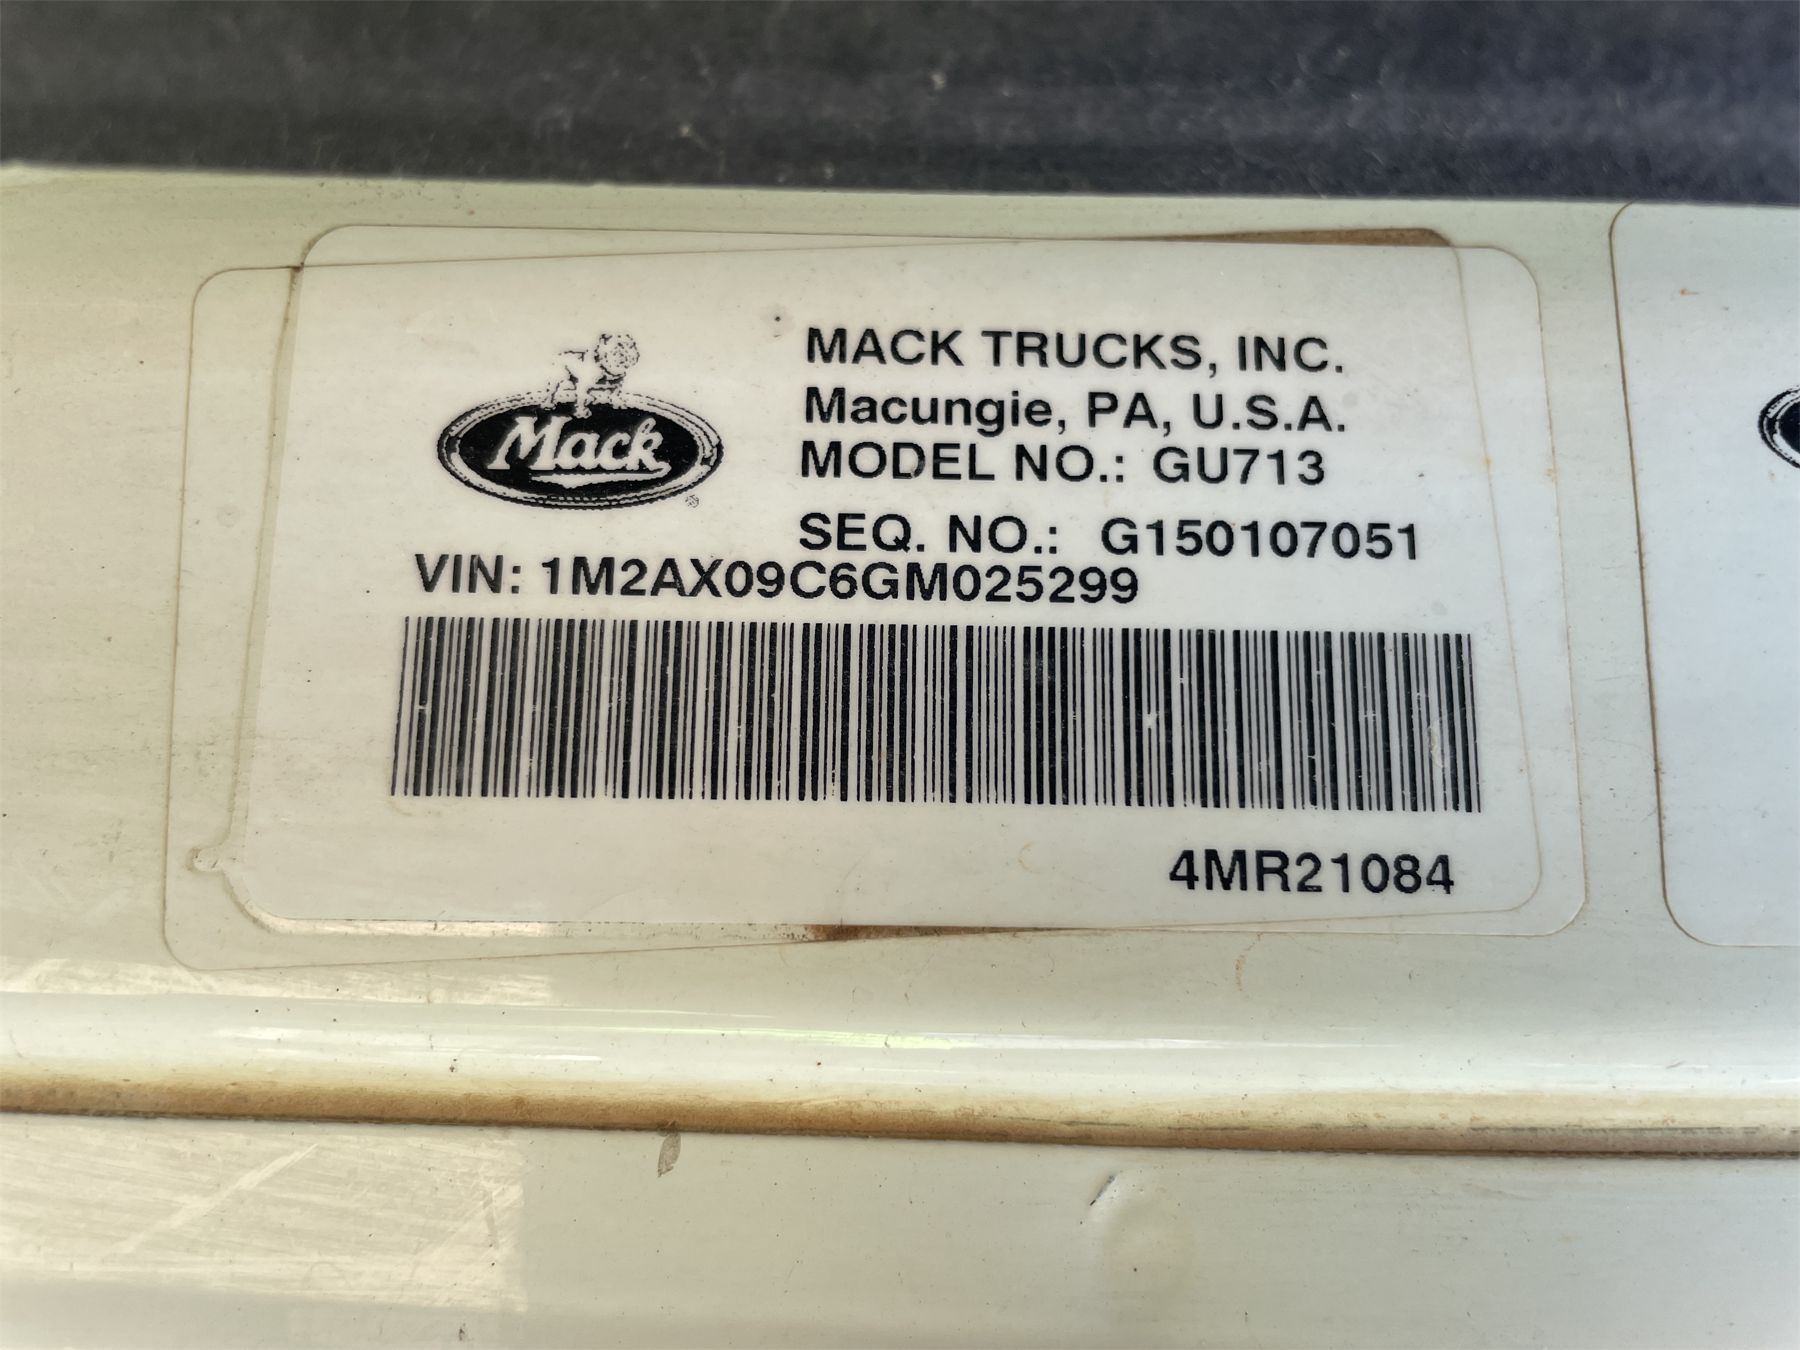 Mack
®
MACK TRUCKS, INC.
Macungie, PA, U.S.A.
MODEL NO.: GU713
SEQ. NO.: G150107051
VIN: 1M2AX09C6GM025299
4MR21084